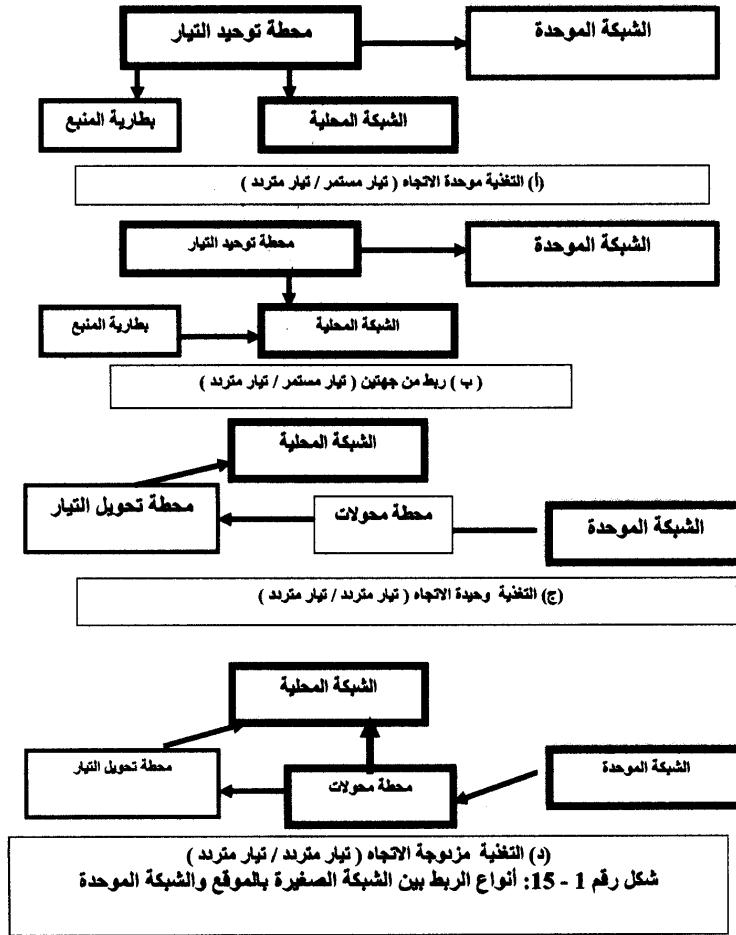 محطة توحيد التيار
الشبكة الموحدة
بطارية المنبع
الشبكة المحلية
(أ) التغذية موحدة الاتجاه ( تيار مستمر / تيار متردد )
محطة توحيد التيار
الشبكة الموحدة
بطارية المنبع
الشبكة المحلية
( ب ) ربط من جهتين ( تيار مستمر / تيار متردد )
الشبكة المحلية
محطة تحويل التيار
محطة محولات
الشبكة الموحدة
(ج) التغذية وحيدة الاتجاه ( تيار متردد / تيار متردد )
الشبكة المحلية
محطة تحويل التيار
محطة محولات
الشبكة الموحدة
(د) التغذية مزدوجة الاتجاه ( تيار متردد / تيار متردد )
شكل رقم 1 - 15: أنواع الربط بين الشبكة الصغيرة بالموقع والشبكة الموحدة